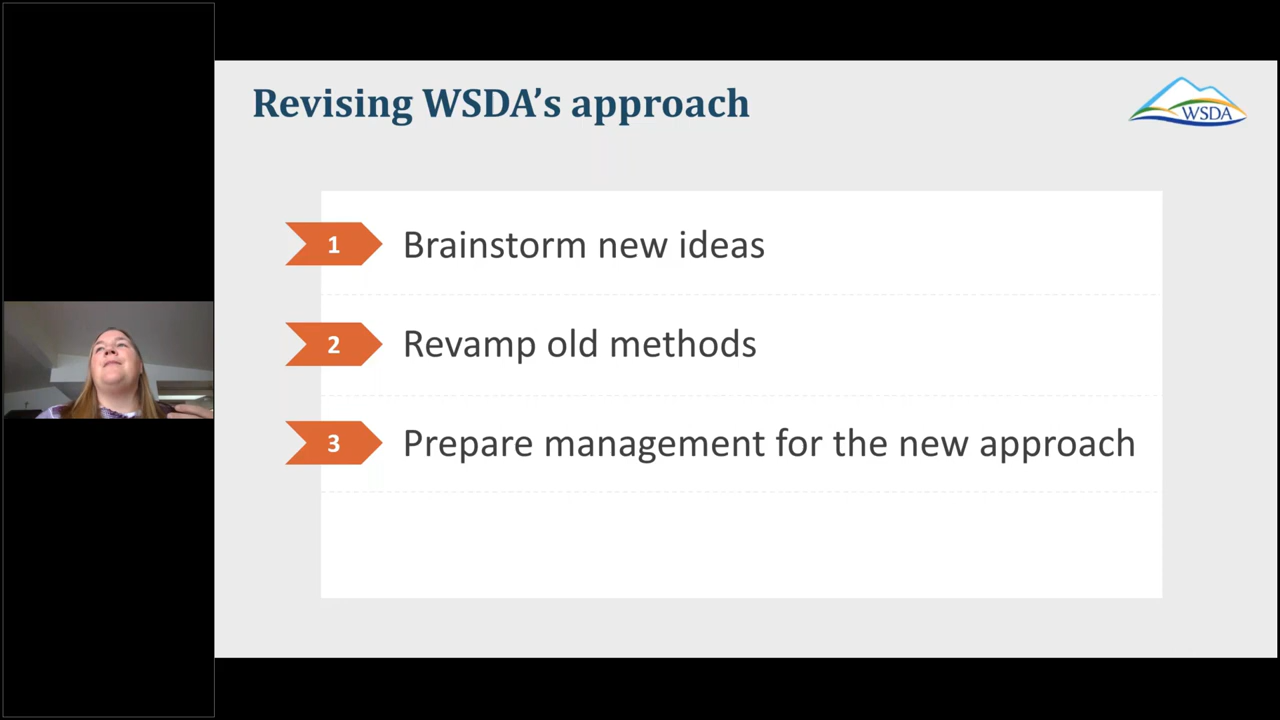 Revising WSDA’s approach
WSDA
1 Brainstorm new ideas
2 Revamp old methods
3 Prepare management for the new approach